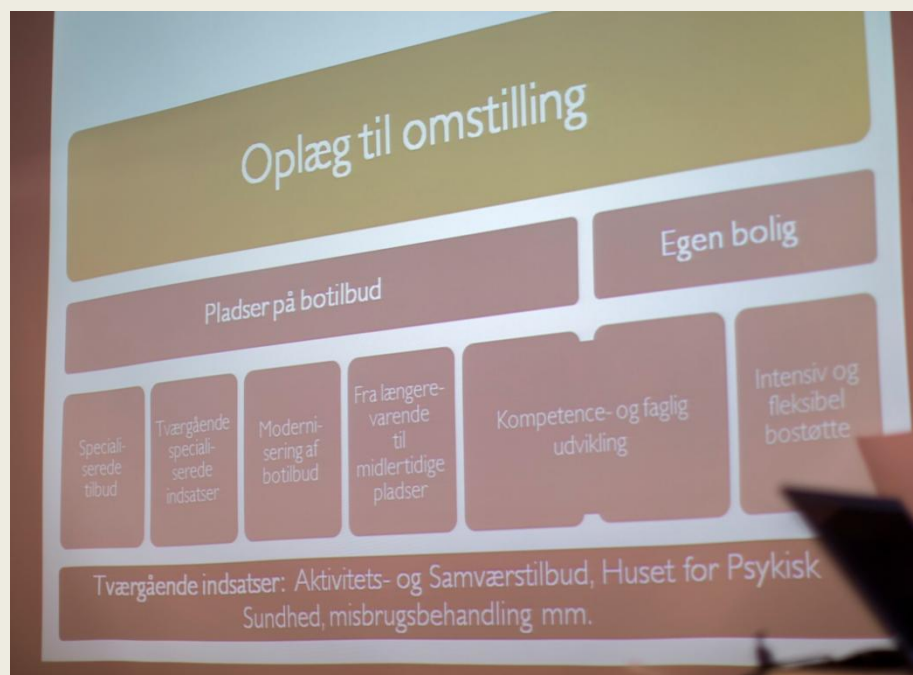 Oplæg til omstilling
Pladser på botilbud
Egen bolig
Speciali-
serede
tilbud
Tværgående
speciali-
serede
indsatser
Moderni-
sering af
botilbud
Fra længere-
varende
til
midlertidige
pladser
Kompetence- og faglig
udvikling
Intensiv og
fleksibel
bostøtte
Tværgående indsatser: Aktivitets- og Samværstilbud, Huset for Psykisk
Sundhed, misbrugsbehandling mm.